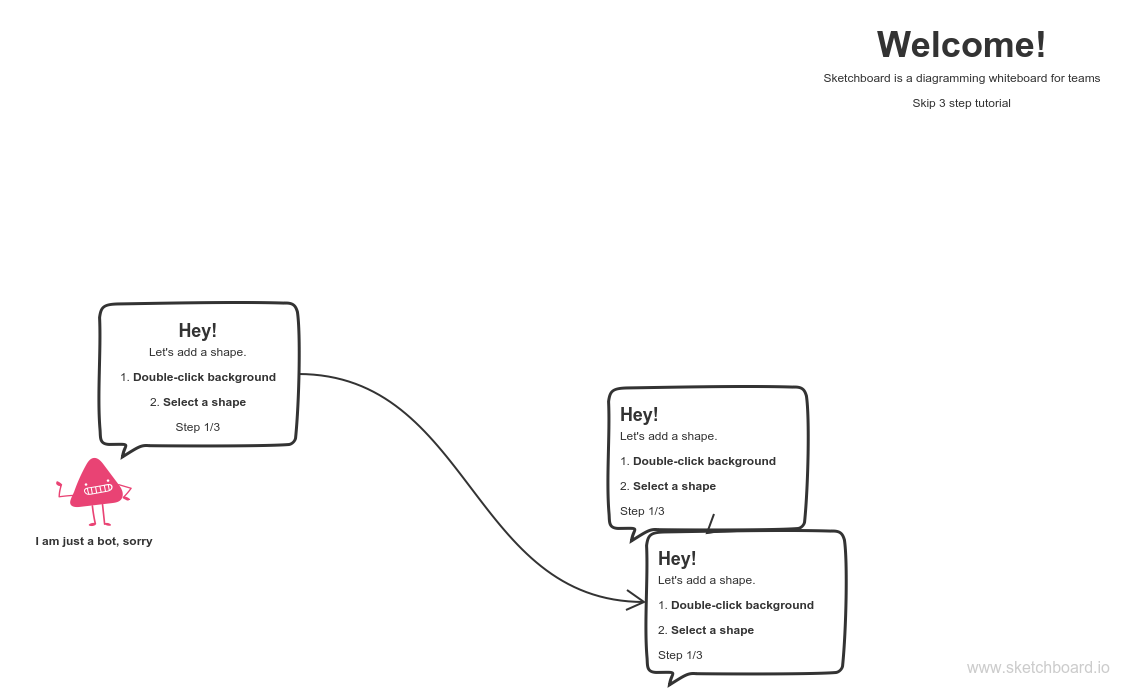 Welcome!
Sketchboard is a diagramming whiteboard for teams
Skip 3 step tutorial
Hey!
Let's add a shape.
1. Double-click background
2. Select a shape
Step 1/3
I am just a bot, sorry
Hey!
Let's add a shape.
1. Double-click background
2. Select a shape
Step 1/3
Hey!
Let's add a shape.
1. Double-click background
2. Select a shape
Step 1/3
www.sketchboard.io